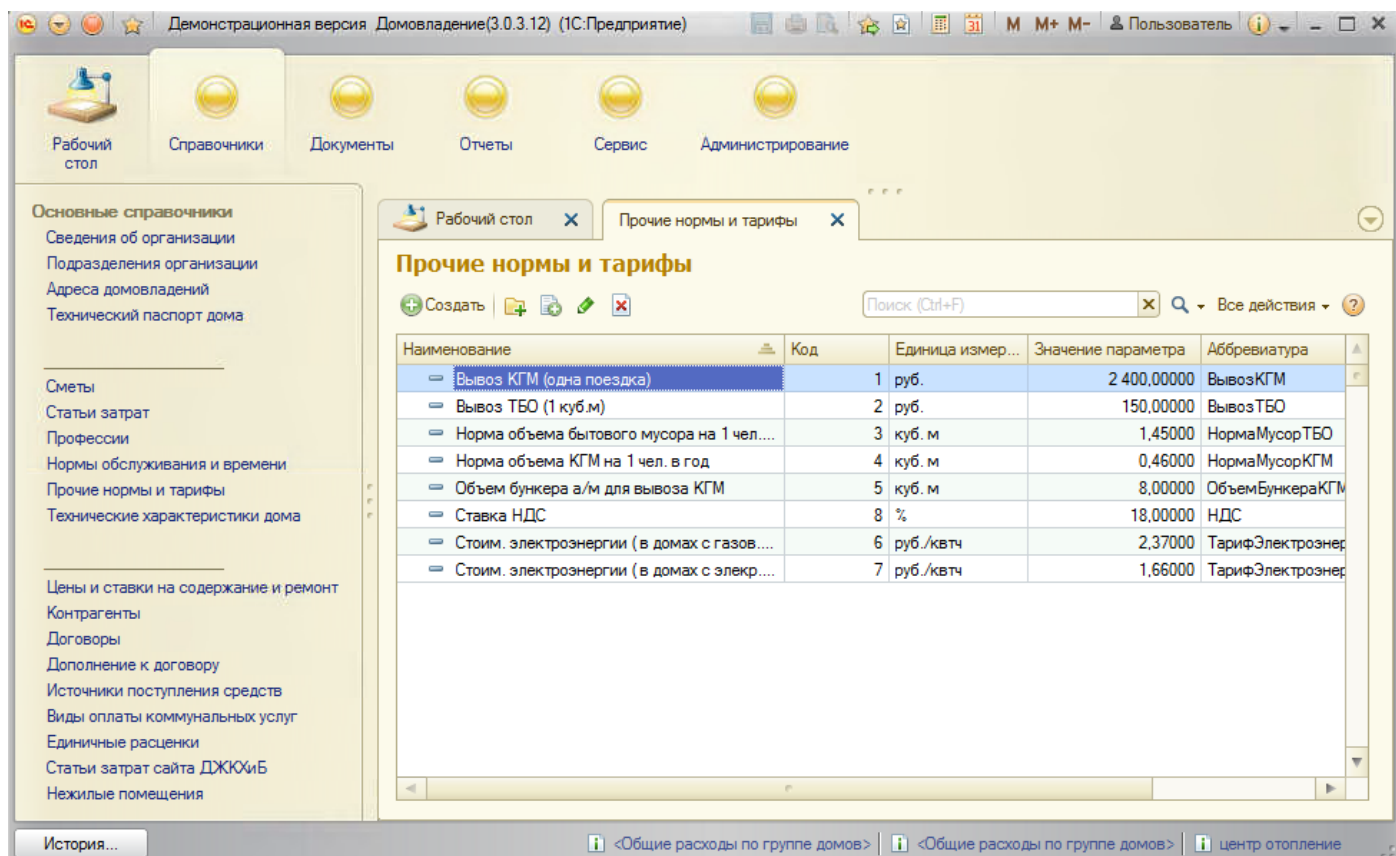 Демонстрационная версия Домовладение(3.0.3.12) (1С:Предприятие) 31 M M+ M- Пользователь
Рабочий стол
Справочники
Документы
Отчеты
Сервис
Администрирование
Основные справочники
Сведения об организации
Подразделения организации
Адреса домовладений
Технический паспорт дома
Сметы
Статьи затрат
Профессии
Нормы обслуживания и времени
Прочие нормы и тарифы
Технические характеристики дома
Цены и ставки на содержание и ремонт
Контрагенты
Договоры
Дополнение к договору
Источники поступления средств
Виды оплаты коммунальных услуг
Единичные расценки
Статьи затрат сайта ДЖКХиБ
Нежилые помещения
Рабочий стол Прочие нормы и тарифы
Прочие нормы и тарифы
Создать Поиск (Ctrl+F) Все действия
Наименование Код Единица измер... Значение параметра Аббревиатура
Вывоз КГМ (одна поездка) 1 руб. 2 400,00000 ВывозКГМ
Вывоз ТБО (1 куб.м) 2 руб. 150,00000 ВывозТБО
Норма объема бытового мусора на 1 чел.... 3 куб. м 1,45000 НормаМусорТБО
Норма объема КГМ на 1 чел. в год 4 куб. м 0,46000 НормаМусорКГМ
Объем бункера а/м для вывоза КГМ 5 куб. м 8,00000 ОбъемБункераКГМ
Ставка НДС 8 % 18,00000 НДС
Стоим. электроэнергии ( в домах с газов.... 6 руб./квтч 2,37000 ТарифЭлектроэнер
Стоим. электроэнергии ( в домах с элекр.... 7 руб./квтч 1,66000 ТарифЭлектроэнер
История... <Общие расходы по группе домов> <Общие расходы по группе домов> центр отопление